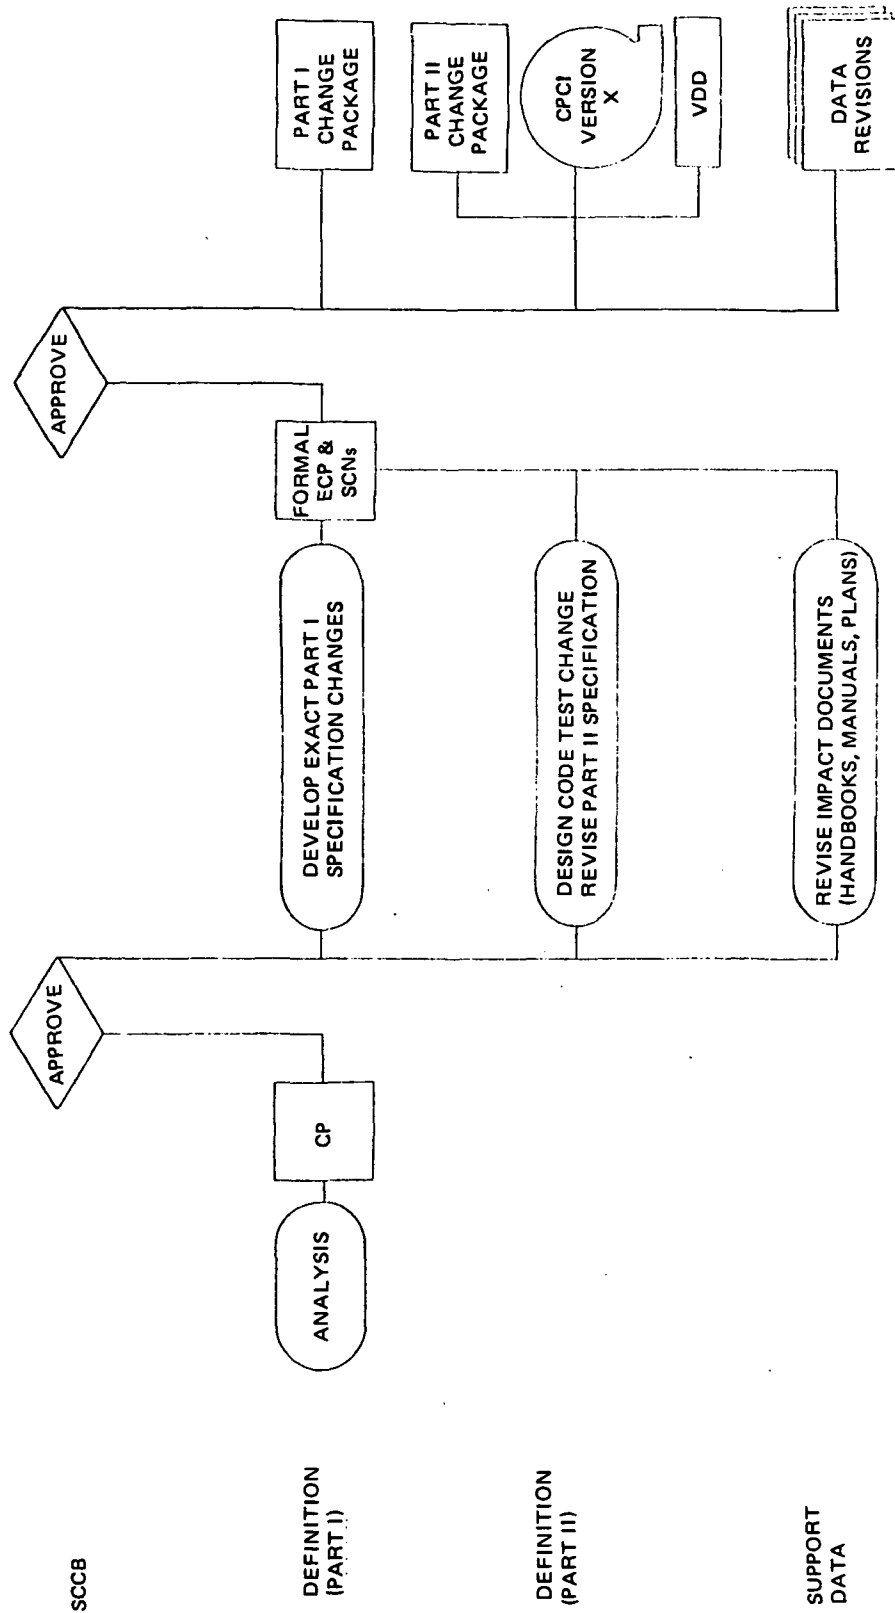 SCCB
APPROVE
APPROVE
DEFINITION
(PART I)
ANALYSIS
CP
DEVELOP EXACT PART I
SPECIFICATION CHANGES
FORMAL
ECP &
SCNs
PART I
CHANGE
PACKAGE
DEFINITION
(PART II)
DESIGN CODE TEST CHANGE
REVISE PART II SPECIFICATION
PART II
CHANGE
PACKAGE
CPCI
VERSION
X
VDD
SUPPORT
DATA
REVISE IMPACT DOCUMENTS
(HANDBOOKS, MANUALS, PLANS)
DATA
REVISIONS